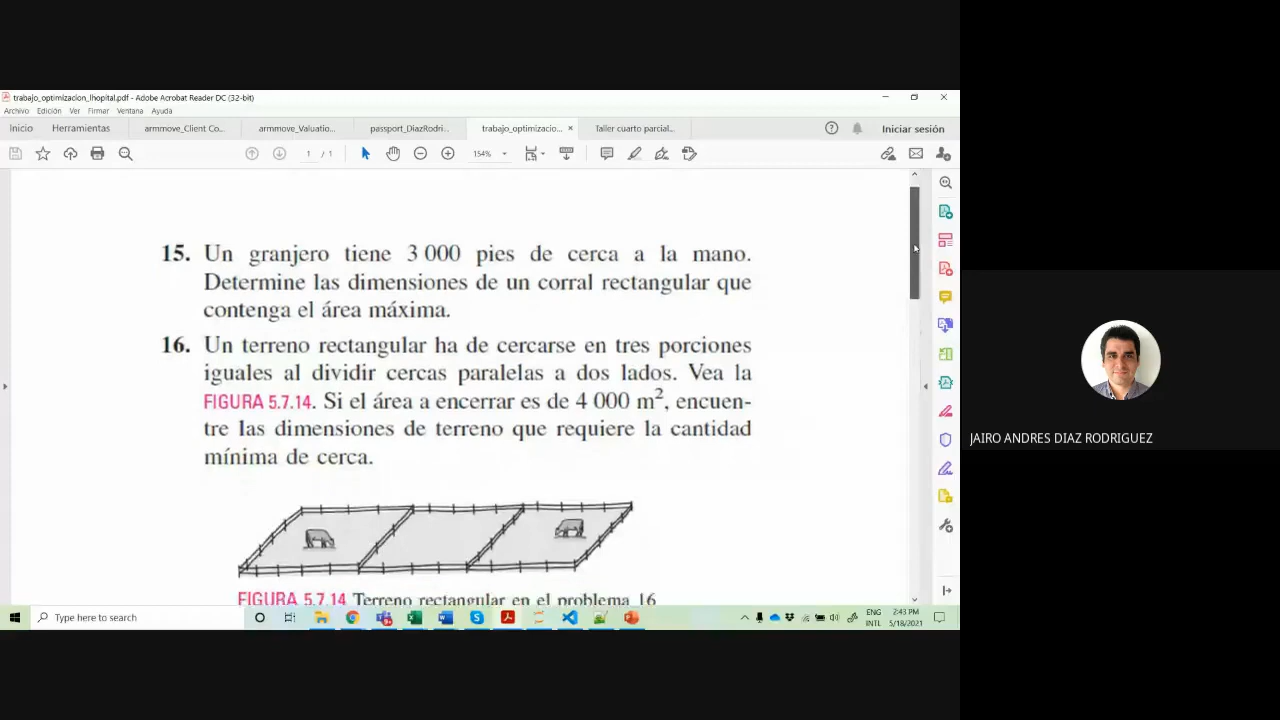 trabajo_optimizacion_lhopital.pdf - Adobe Acrobat Reader DC (32-bit)
Archivo Edición Ver Firmar Ventana Ayuda
Inicio Herramientas armmove_Client Co... armmove_Valuatio... passport_DiazRodri... trabajo_optimizacio... × Taller cuarto parcial... Iniciar sesión
1 / 1 154%
15. Un granjero tiene 3 000 pies de cerca a la mano.
Determine las dimensiones de un corral rectangular que
contenga el área máxima.
16. Un terreno rectangular ha de cercarse en tres porciones
iguales al dividir cercas paralelas a dos lados. Vea la
FIGURA 5.7.14. Si el área a encerrar es de 4 000 m², encuen-
tre las dimensiones de terreno que requiere la cantidad
mínima de cerca.
FIGURA 5.7.14 Terreno rectangular en el problema 16
JAIRO ANDRES DIAZ RODRIGUEZ
Type here to search
ENG 2:43 PM
INTL 5/18/2021